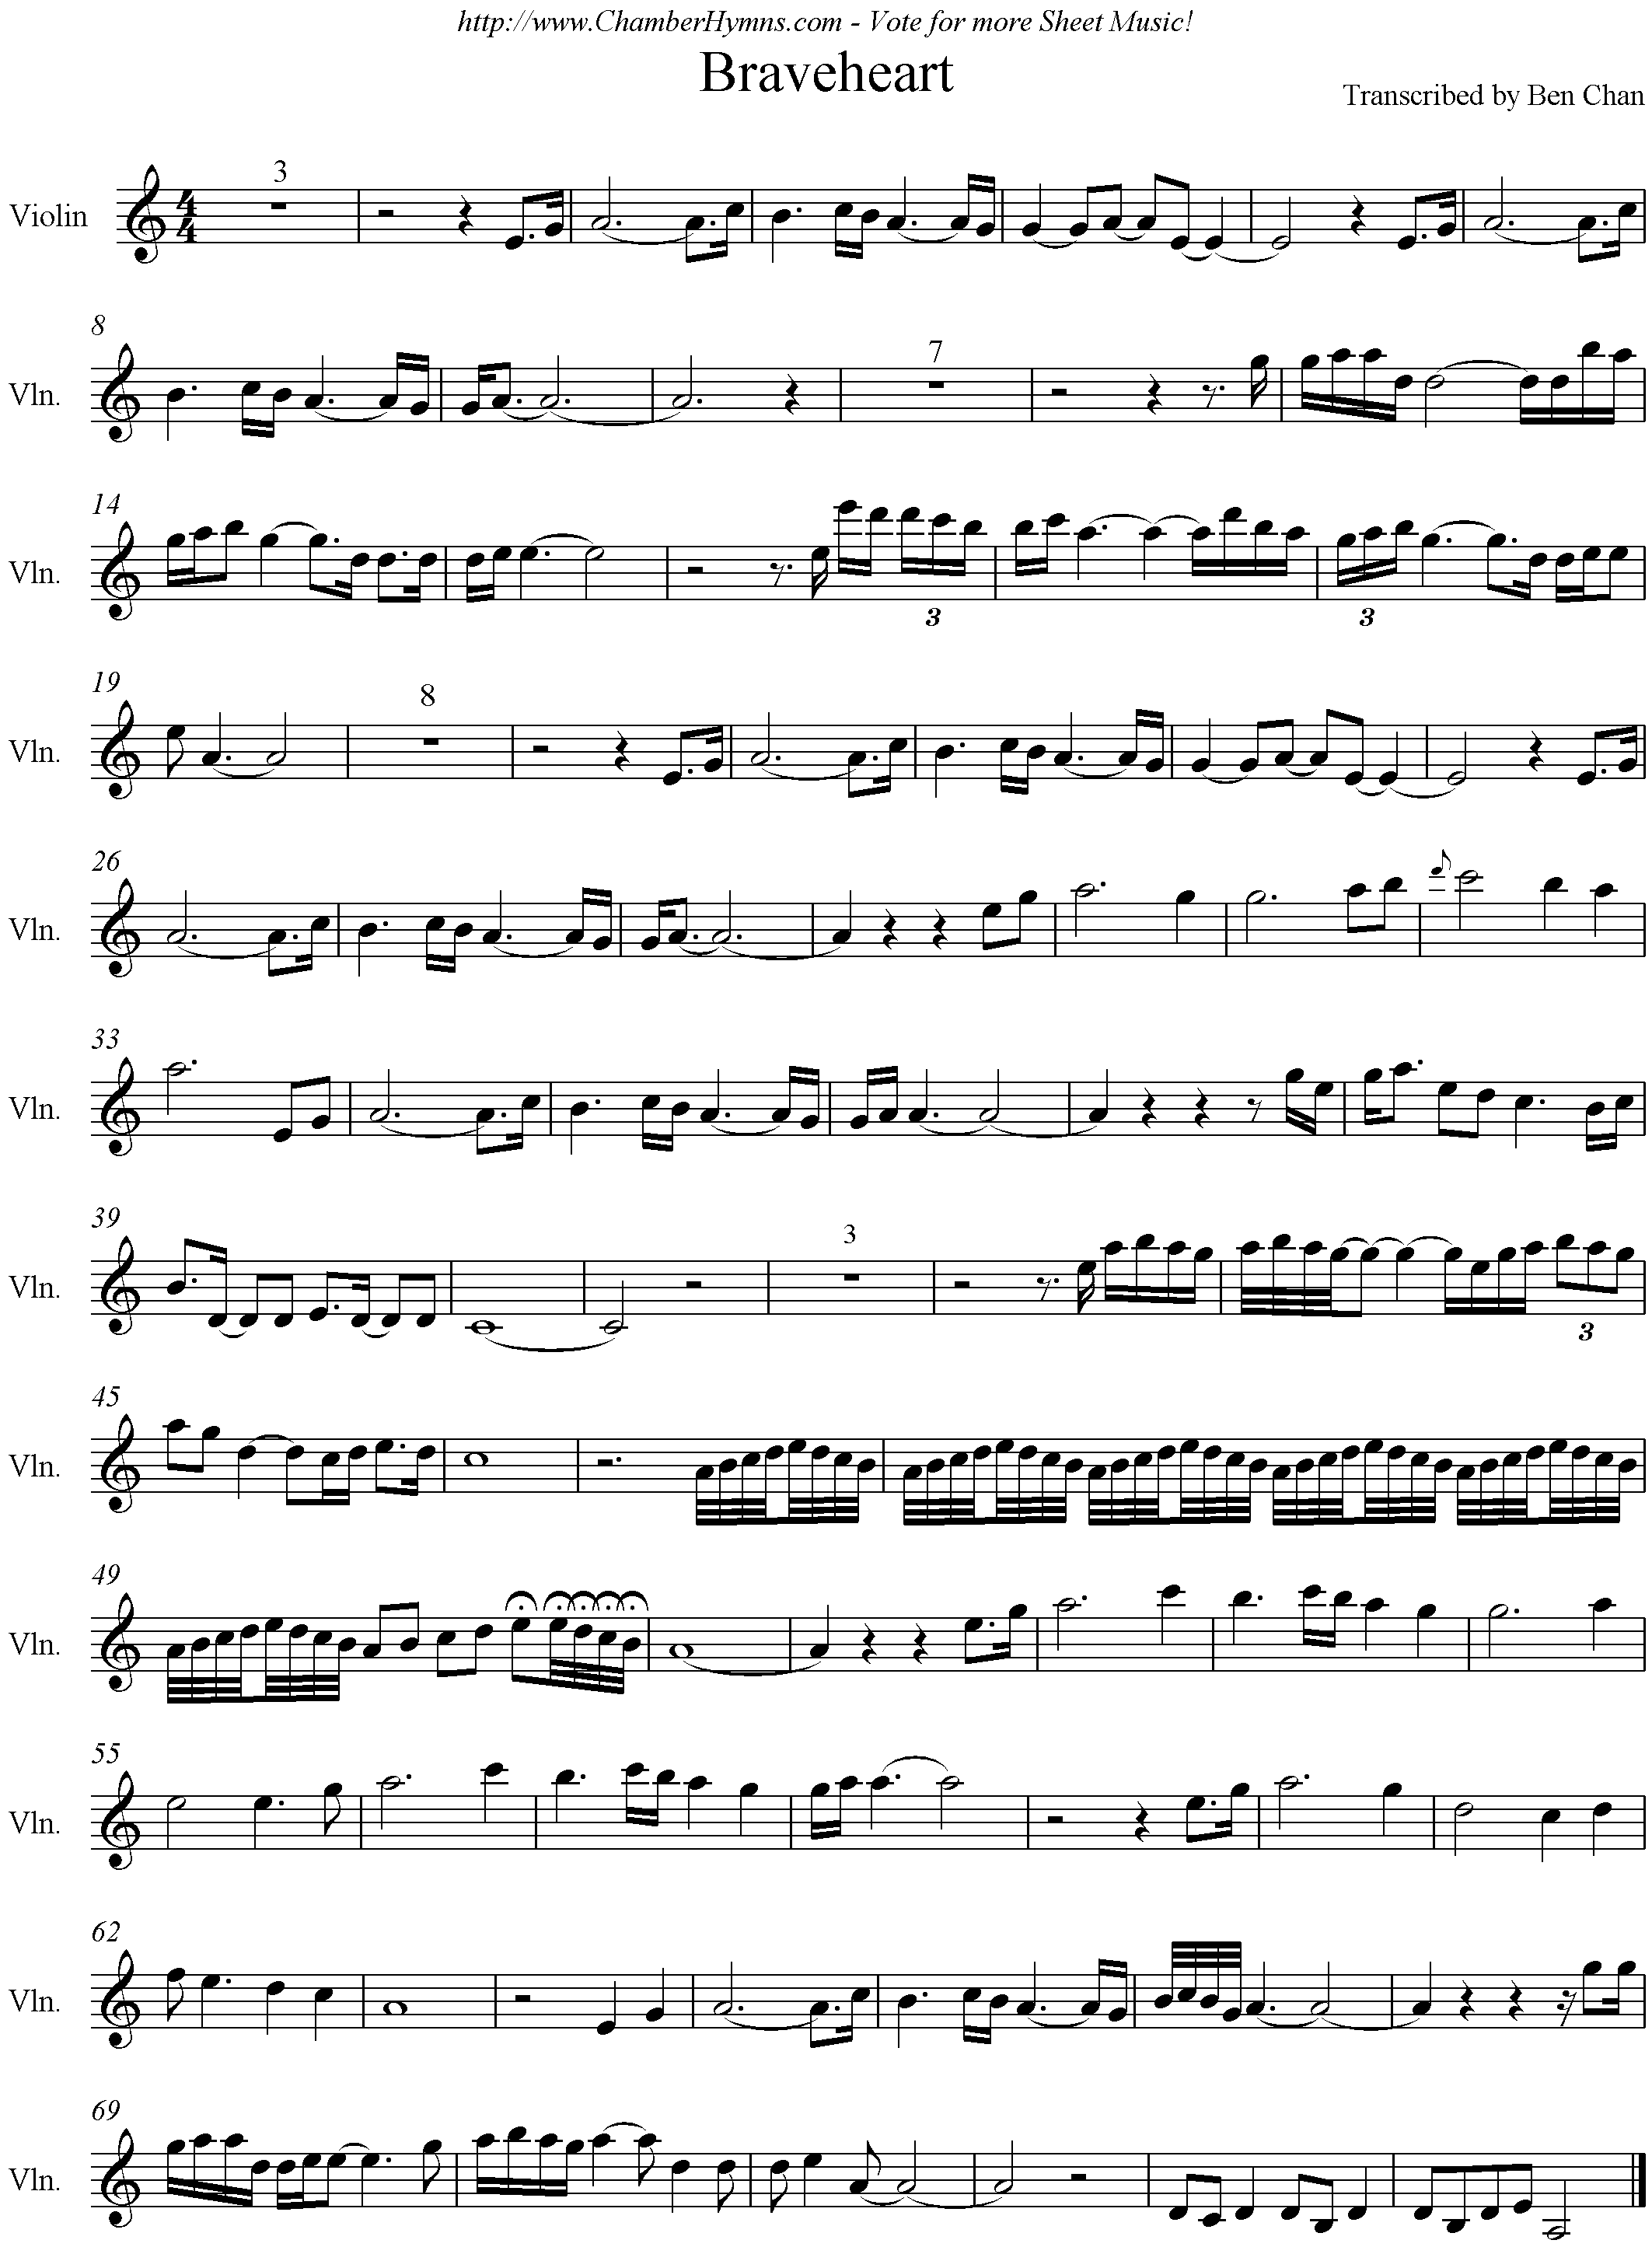 http://www.ChamberHymns.com - Vote for more Sheet Music!
Braveheart
Transcribed by Ben Chan
3
Violin
8
7
Vln.
14
Vln.
3
3
19
8
Vln.
26
Vln.
33
Vln.
39
3
Vln.
3
45
Vln.
49
Vln.
55
Vln.
62
Vln.
69
Vln.